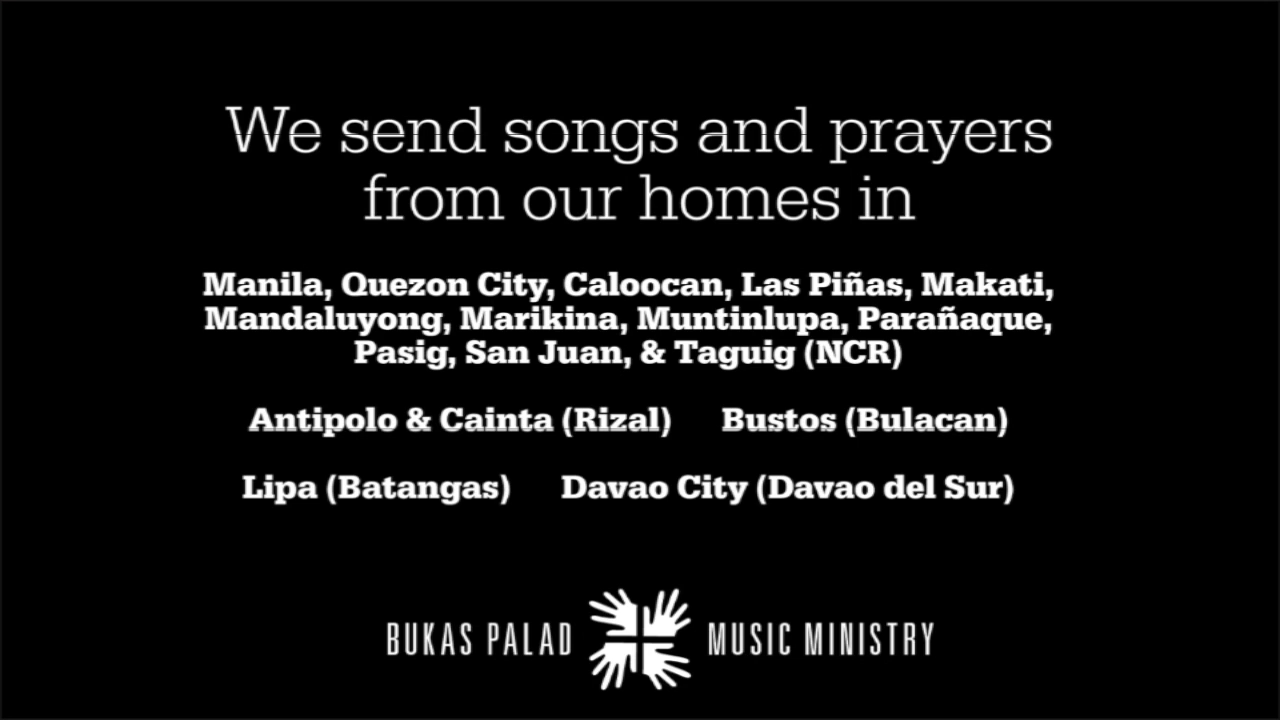 We send songs and prayers
from our homes in
Manila, Quezon City, Caloocan, Las Piñas, Makati,
Mandaluyong, Marikina, Muntinlupa, Parañaque,
Pasig, San Juan, & Taguig (NCR)
Antipolo & Cainta (Rizal) Bustos (Bulacan)
Lipa (Batangas) Davao City (Davao del Sur)
BUKAS PALAD MUSIC MINISTRY